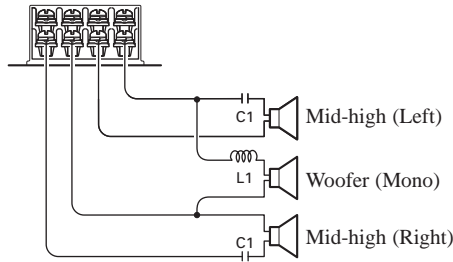 C1
Mid-high (Left)
L1
Woofer (Mono)
C1
Mid-high (Right)